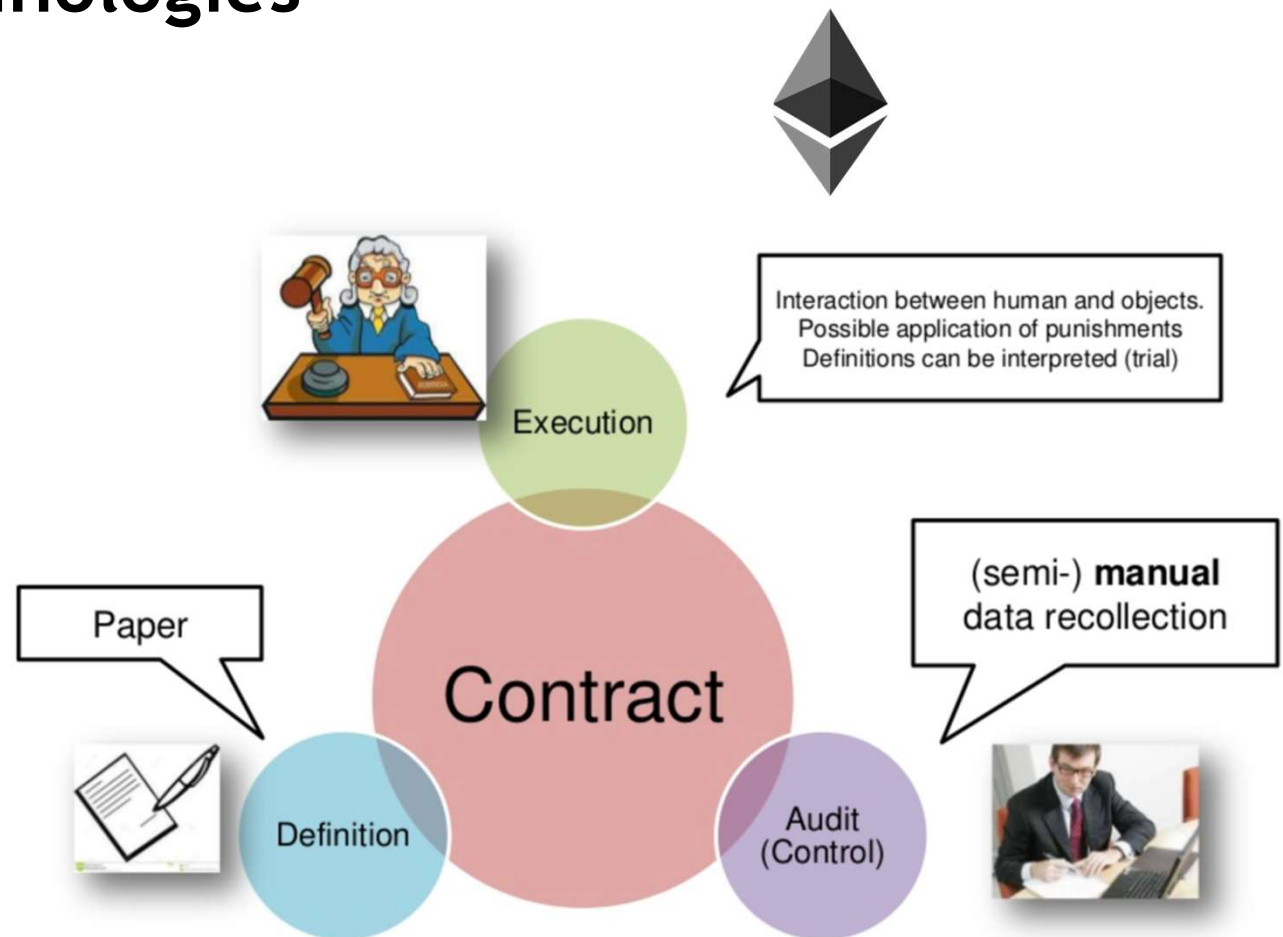 Interaction between human and objects.
Possible application of punishments
Definitions can be interpreted (trial)
Execution
(semi-) manual
data recollection
Paper
Contract
Definition
Audit
(Control)